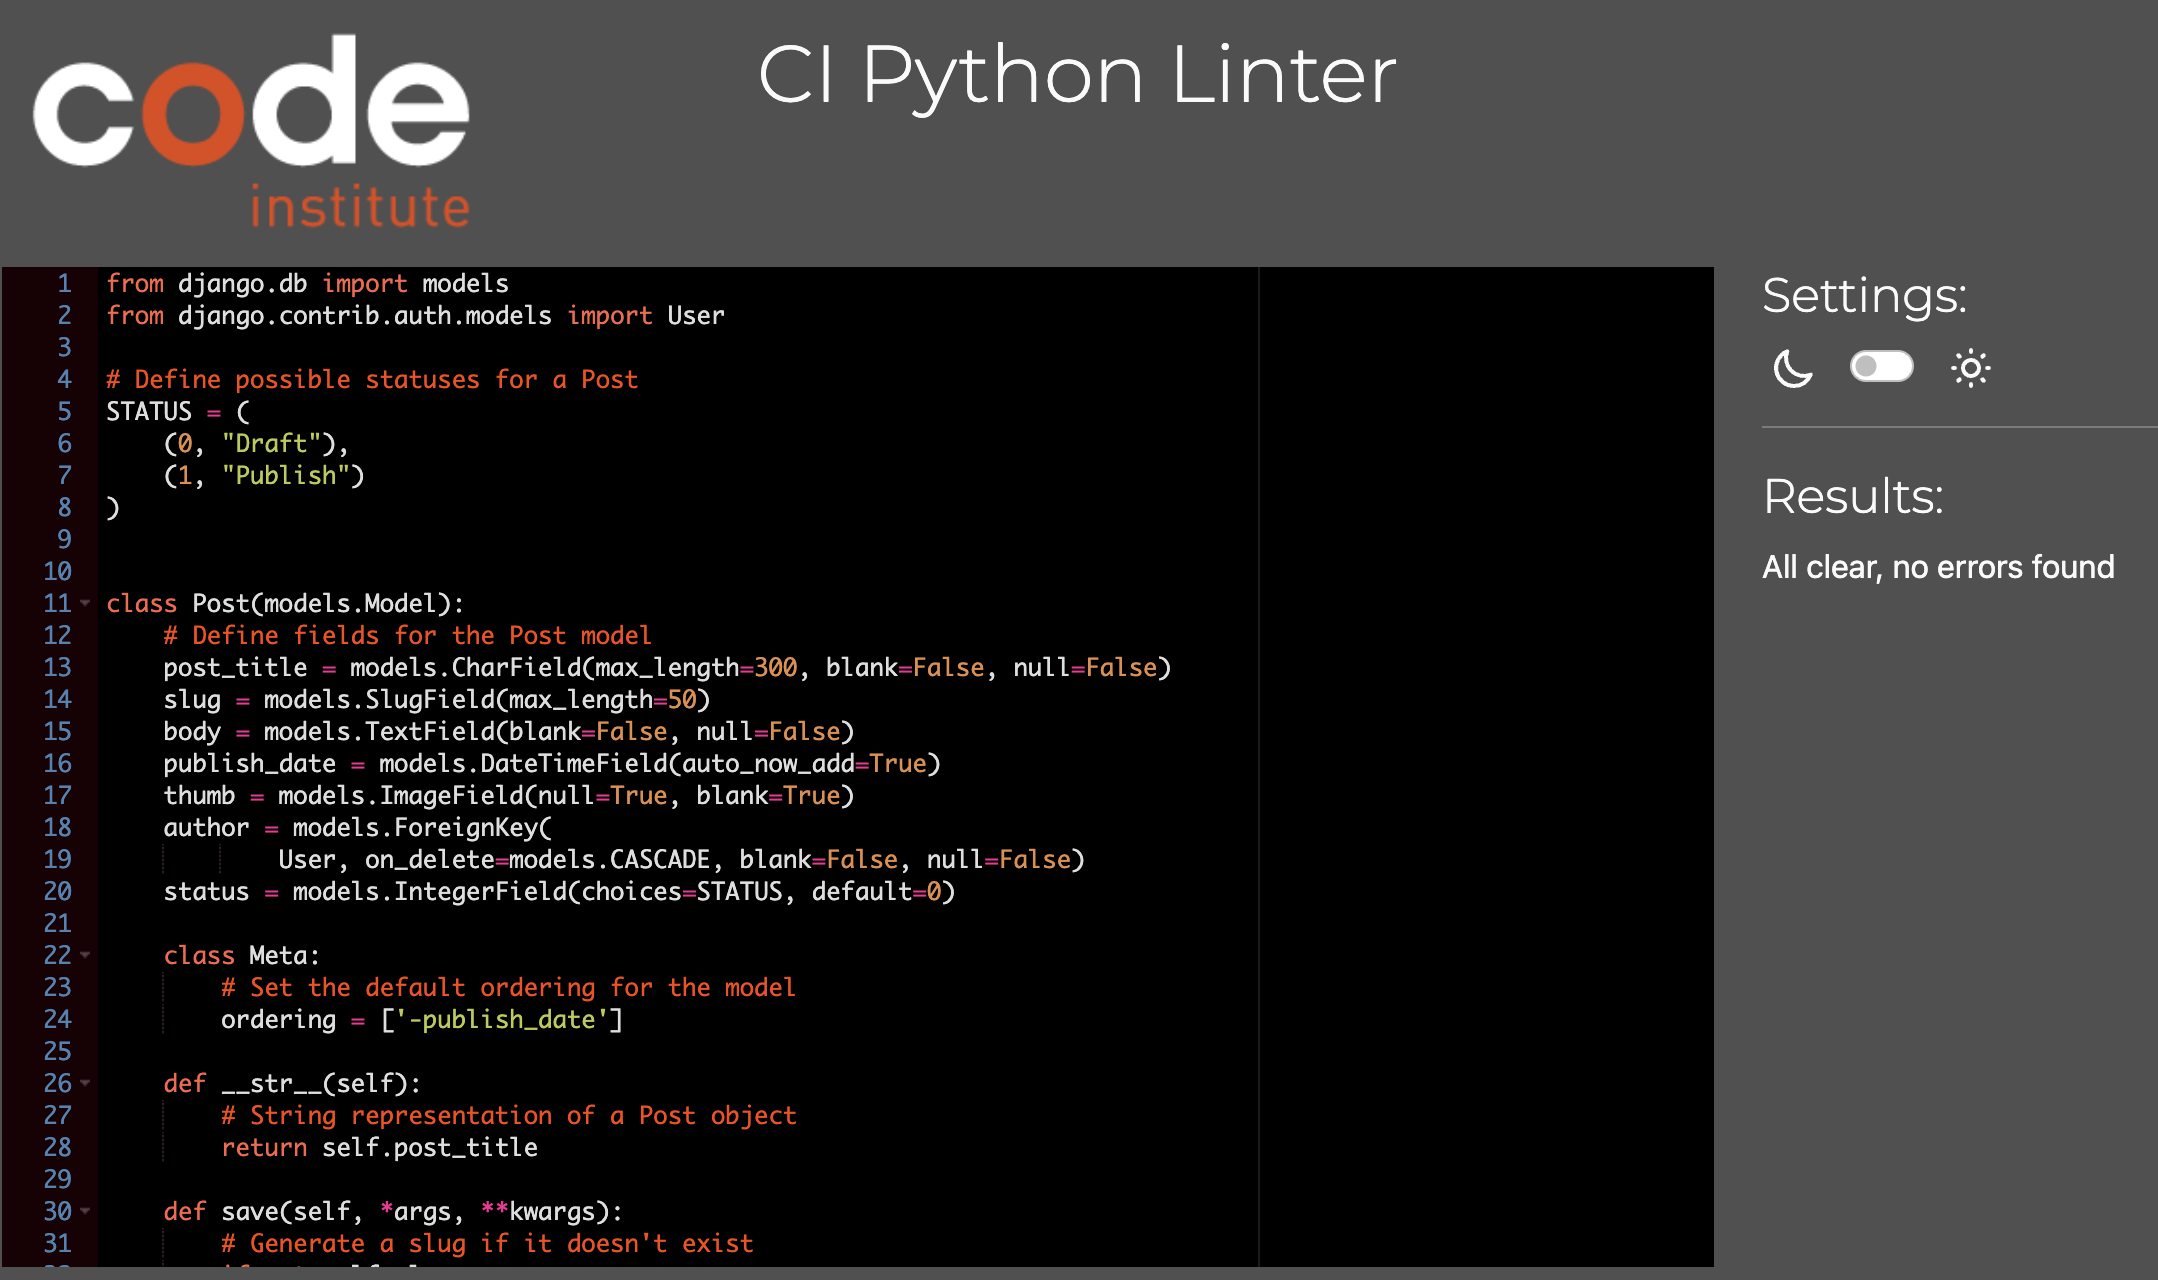 code
institute
CI Python Linter
1 from django.db import models
2 from django.contrib.auth.models import User
3
4 # Define possible statuses for a Post
5 STATUS = (
6     (0, "Draft"),
7     (1, "Publish")
8 )
9
10
11 class Post(models.Model):
12     # Define fields for the Post model
13     post_title = models.CharField(max_length=300, blank=False, null=False)
14     slug = models.SlugField(max_length=50)
15     body = models.TextField(blank=False, null=False)
16     publish_date = models.DateTimeField(auto_now_add=True)
17     thumb = models.ImageField(null=True, blank=True)
18     author = models.ForeignKey(
19             User, on_delete=models.CASCADE, blank=False, null=False)
20     status = models.IntegerField(choices=STATUS, default=0)
21
22     class Meta:
23         # Set the default ordering for the model
24         ordering = ['-publish_date']
25
26     def __str__(self):
27         # String representation of a Post object
28         return self.post_title
29
30     def save(self, *args, **kwargs):
31         # Generate a slug if it doesn't exist
Settings:
Results:
All clear, no errors found